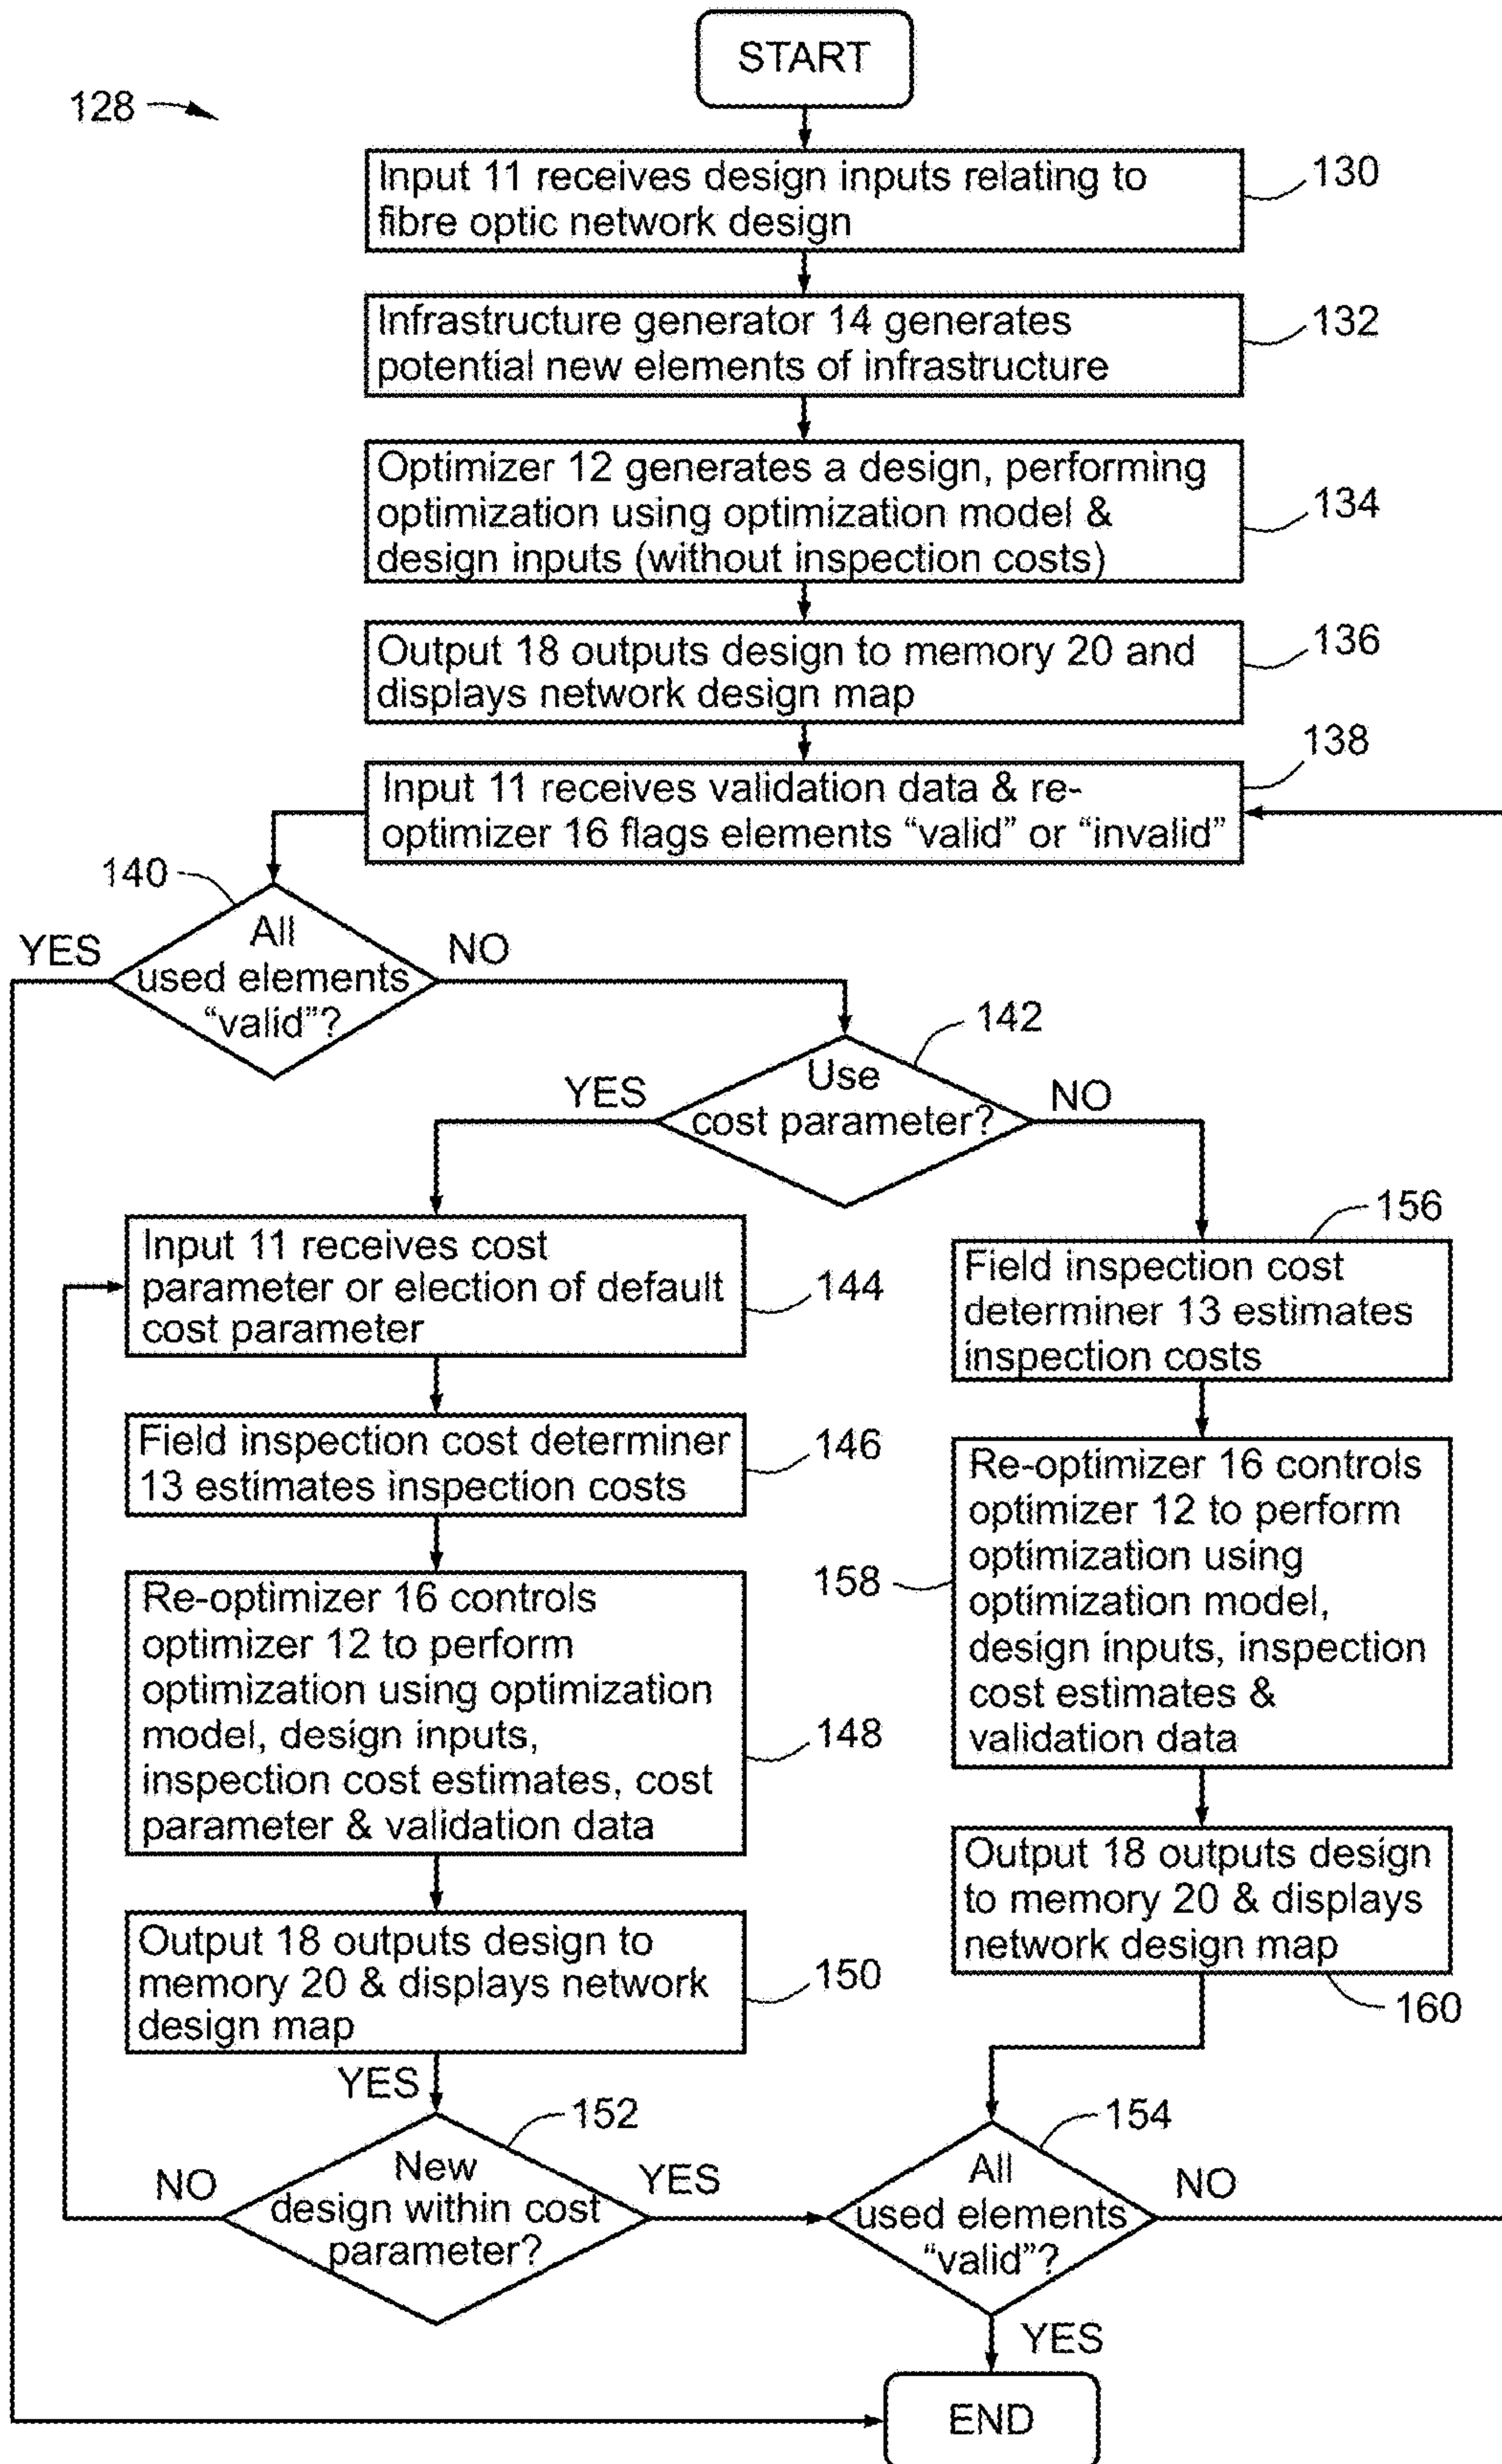 START
128
Input 11 receives design inputs relating to
fibre optic network design
130
Infrastructure generator 14 generates
potential new elements of infrastructure
132
Optimizer 12 generates a design, performing
optimization using optimization model &
design inputs (without inspection costs)
134
Output 18 outputs design to memory 20 and
displays network design map
136
Input 11 receives validation data & re-
optimizer 16 flags elements “valid” or “invalid”
138
140
All
used elements
“valid”?
YES
NO
142
Use
cost parameter?
YES
NO
Input 11 receives cost
parameter or election of default
cost parameter
144
156
Field inspection cost
determiner 13 estimates
inspection costs
Field inspection cost determiner
13 estimates inspection costs
146
Re-optimizer 16 controls
optimizer 12 to perform
optimization using
optimization model,
design inputs, inspection
cost estimates &
validation data
158
Re-optimizer 16 controls
optimizer 12 to perform
optimization using optimization
model, design inputs,
inspection cost estimates, cost
parameter & validation data
148
Output 18 outputs design
to memory 20 & displays
network design map
160
Output 18 outputs design to
memory 20 & displays network
design map
150
YES
152
New
design within cost
parameter?
NO
YES
154
All
used elements
“valid”?
NO
YES
END